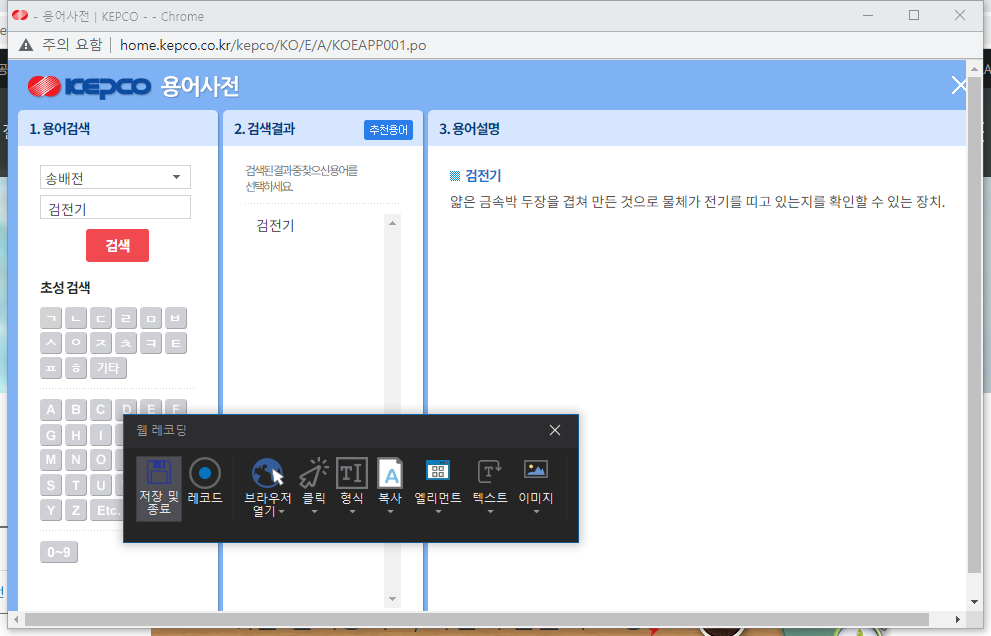 - 용어사전 | KEPCO - - Chrome
주의 요함 | home.kepco.co.kr/kepco/KO/E/A/KOEAPP001.po
KEPCO 용어사전
1. 용어검색
송배전
검전기
검색
초성 검색
ㄱ ㄴ ㄷ ㄹ ㅁ ㅂ
ㅅ ㅇ ㅈ ㅊ ㅋ ㅌ
ㅍ ㅎ 기타
A B C D E F
G H I
M N O
S T U
Y Z Etc.
0~9
2. 검색결과
추천용어
검색된결과중찾으신용어를
선택하세요.
검전기
3. 용어설명
검전기
얇은 금속박 두장을 겹쳐 만든 것으로 물체가 전기를 띠고 있는지를 확인할 수 있는 장치.
웹 레코딩
저장 및
종료
레코드
브라우저
열기
클릭
형식
복사
엘리먼트
텍스트
이미지